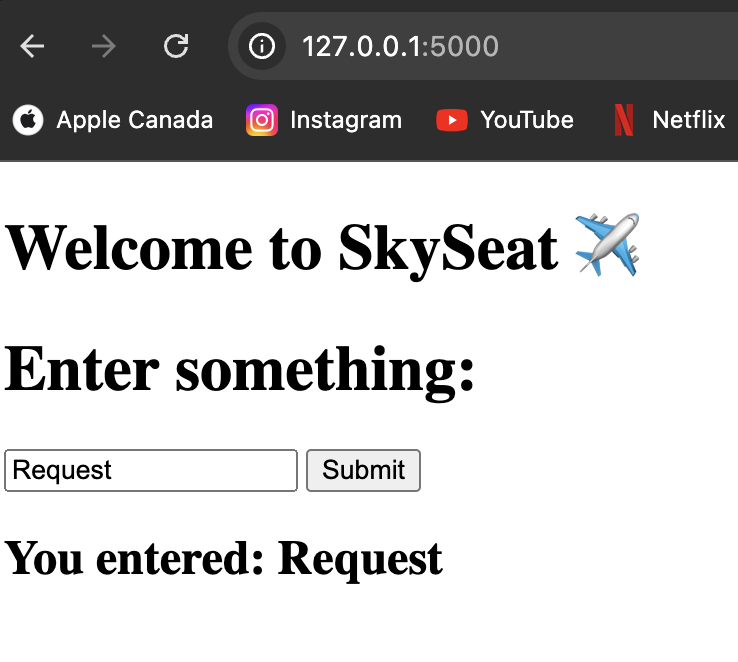 127.0.0.1:5000
Apple Canada Instagram YouTube Netflix
Welcome to SkySeat ✈️
Enter something:
Request Submit
You entered: Request